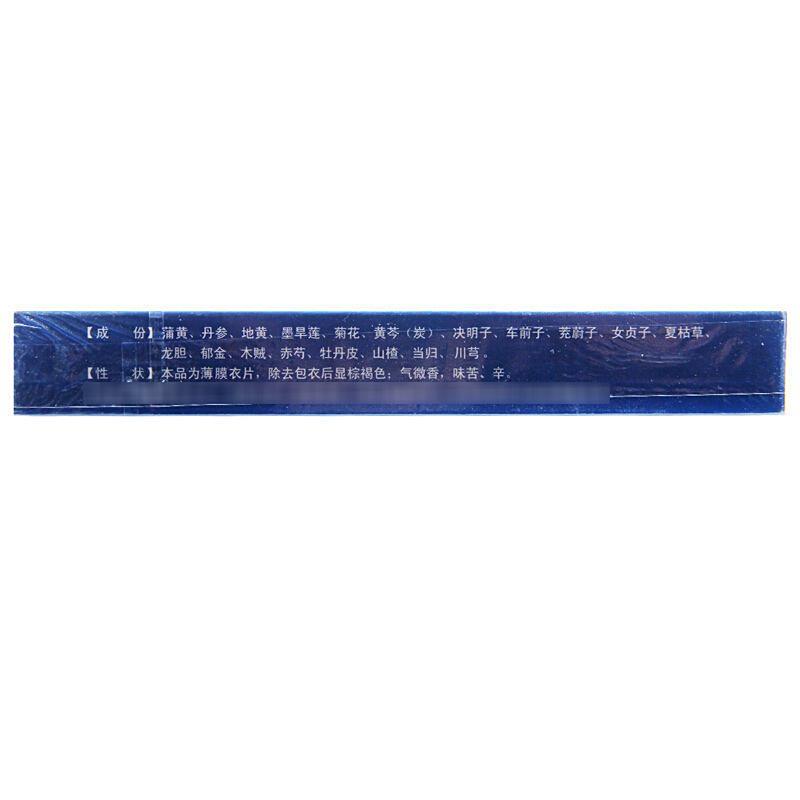 【成 份】蒲黄、丹参、地黄、墨旱莲、菊花、黄芩（炭）、决明子、车前子、茺蔚子、女贞子、夏枯草、
龙胆、郁金、木贼、赤芍、牡丹皮、山楂、当归、川芎。
【性 状】本品为薄膜衣片，除去包衣后显棕褐色；气微香，味苦、辛。